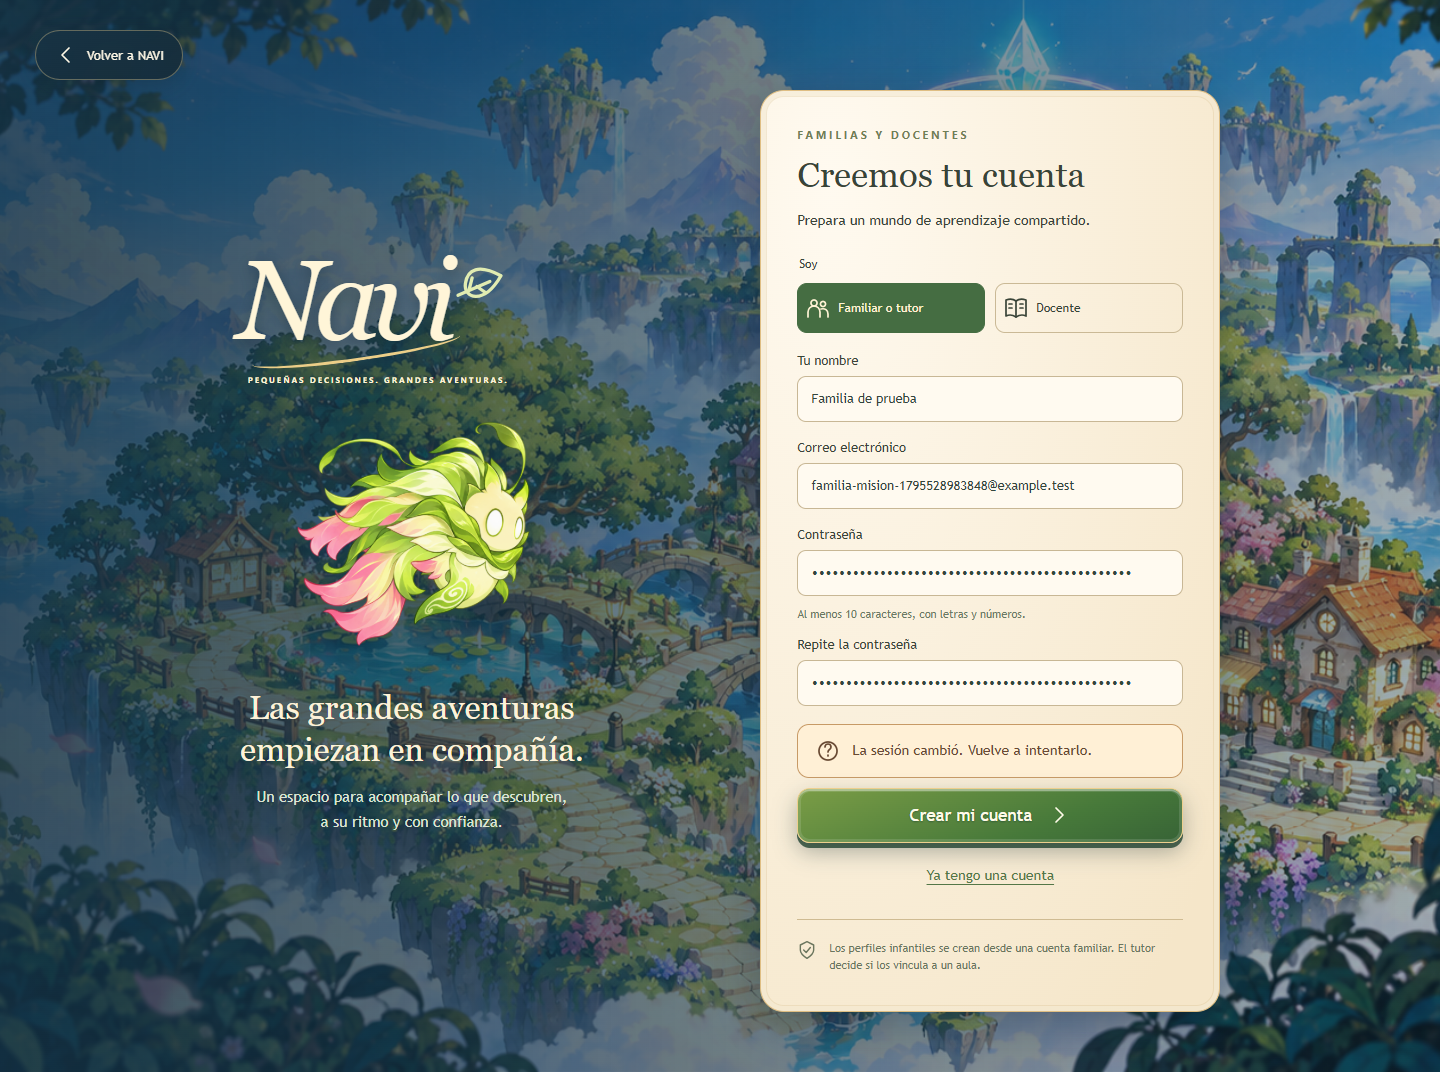 Volver a NAVI
Navi
PEQUEÑAS DECISIONES. GRANDES AVENTURAS.
Las grandes aventuras
empiezan en compañía.
Un espacio para acompañar lo que descubren,
a su ritmo y con confianza.
FAMILIAS Y DOCENTES
Creemos tu cuenta
Prepara un mundo de aprendizaje compartido.
Soy
Familiar o tutor
Docente
Tu nombre
Familia de prueba
Correo electrónico
familia-mision-1795528983848@example.test
Contraseña
Al menos 10 caracteres, con letras y números.
Repite la contraseña
La sesión cambió. Vuelve a intentarlo.
Crear mi cuenta
Ya tengo una cuenta
Los perfiles infantiles se crean desde una cuenta familiar. El tutor
decide si los vincula a un aula.